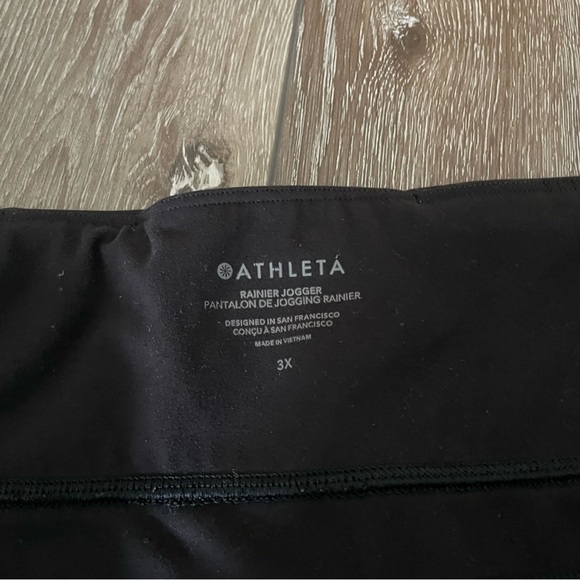 ATHLETA
RAINIER JOGGER
PANTALON DE JOGGING RAINIER
DESIGNED IN SAN FRANCISCO
CONÇU À SAN FRANCISCO
MADE IN VIETNAM
3X